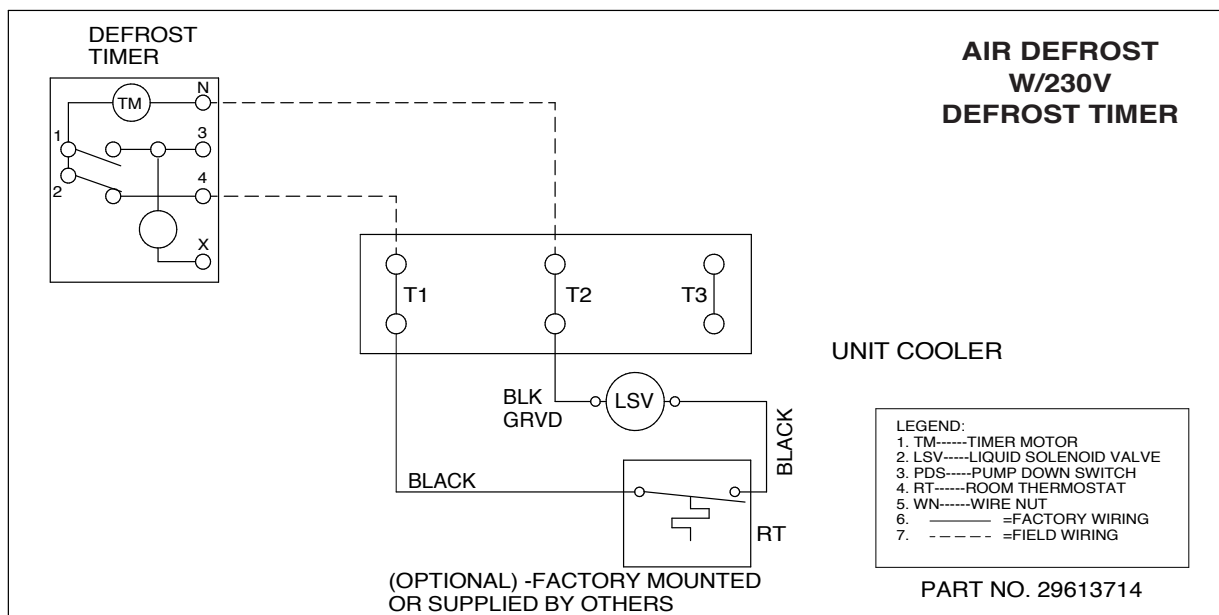 DEFROST
TIMER
AIR DEFROST
W/230V
DEFROST TIMER
TM
N
1
3
2
4
X
T1
T2
T3
UNIT COOLER
BLK
GRVD
LSV
BLACK
BLACK
RT
(OPTIONAL) -FACTORY MOUNTED
OR SUPPLIED BY OTHERS
LEGEND:
1. TM------TIMER MOTOR
2. LSV-----LIQUID SOLENOID VALVE
3. PDS-----PUMP DOWN SWITCH
4. RT------ROOM THERMOSTAT
5. WN------WIRE NUT
6. =FACTORY WIRING
7. =FIELD WIRING
PART NO. 29613714